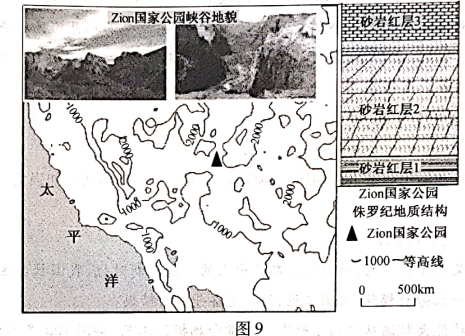 Zion国家公园峡谷地貌
砂岩红层3
砂岩红层2
砂岩红层1
Zion国家公园
侏罗纪地质结构
▲ Zion国家公园
1000 等高线
0 500km
1000
2000
2000
2000
1000
2000
1000
1000
太
平
洋
图9